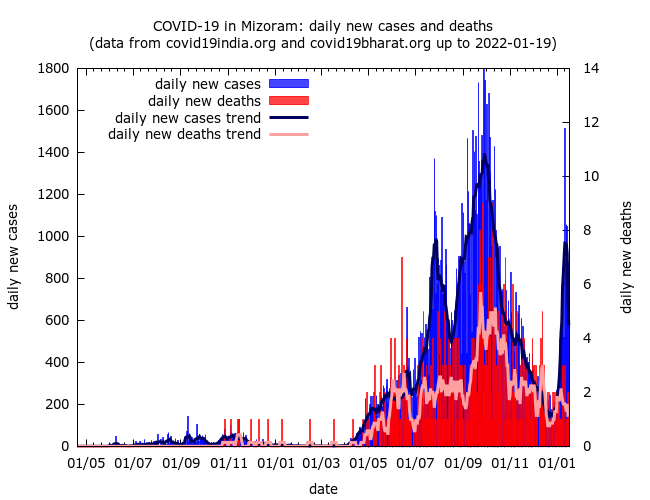 COVID-19 in Mizoram: daily new cases and deaths
(data from covid19india.org and covid19bharat.org up to 2022-01-19)
daily new cases
daily new deaths
daily new cases trend
daily new deaths trend
1800
1600
1400
1200
1000
800
600
400
200
0
14
12
10
8
6
4
2
0
daily new cases
daily new deaths
01/05 01/07 01/09 01/11 01/01 01/03 01/05 01/07 01/09 01/11 01/01
date